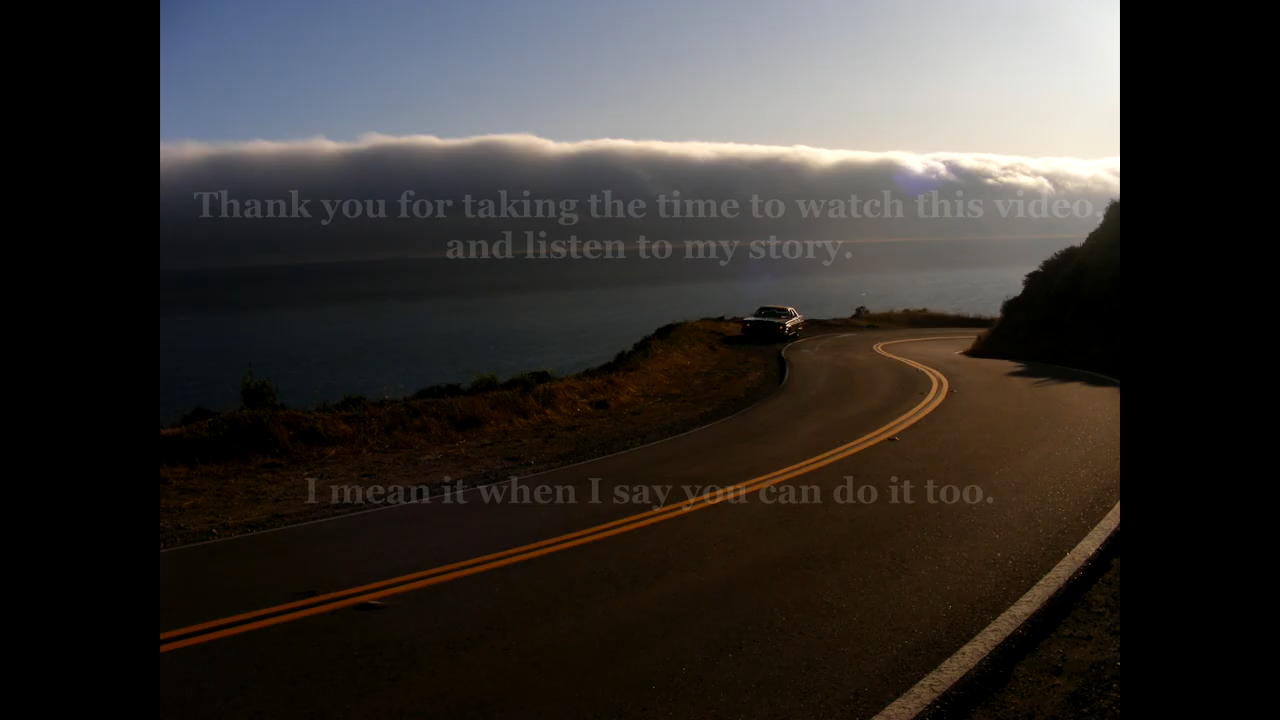 Thank you for taking the time to watch this video.
and listen to my story.
I mean it when I say you can do it too.